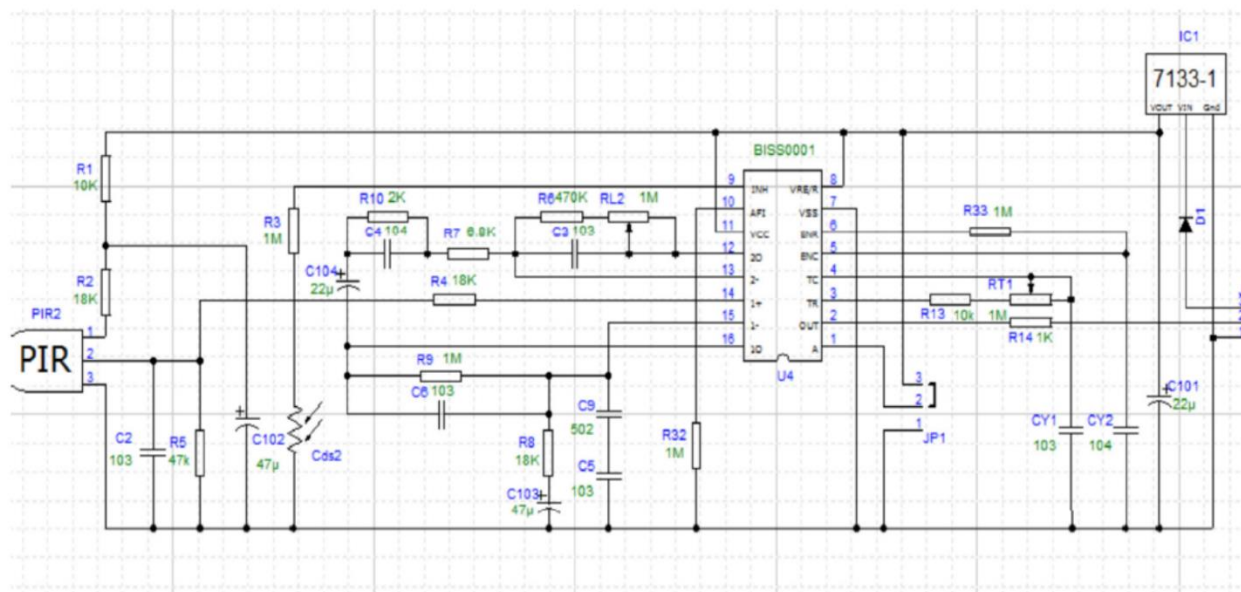 IC1
7133-1
VOUT VIN Gnd
BISS0001
R1
10K
R2
18K
PIR2
PIR
1
2
3
R3
1M
R10 2K
C4 104
R7 6.8K
R6 470K
C3 103
RL2 1M
C104
22µ
R4 18K
9 INH
10
11 VCC
12 2O
13 2-
14 1+
15 1-
16 1O
8
7 VSS
6
5
4 TC
3 TR
2 OUT
1 A
U4
R33 1M
D1
R13 10k
RT1
1M
R14 1K
R9 1M
C6 103
C9
502
C5
103
R8
18K
C103
47µ
R32
1M
C2
103
R5
47k
C102
47µ
Cds2
3
2
1
JP1
CY1
103
CY2
104
C101
22µ